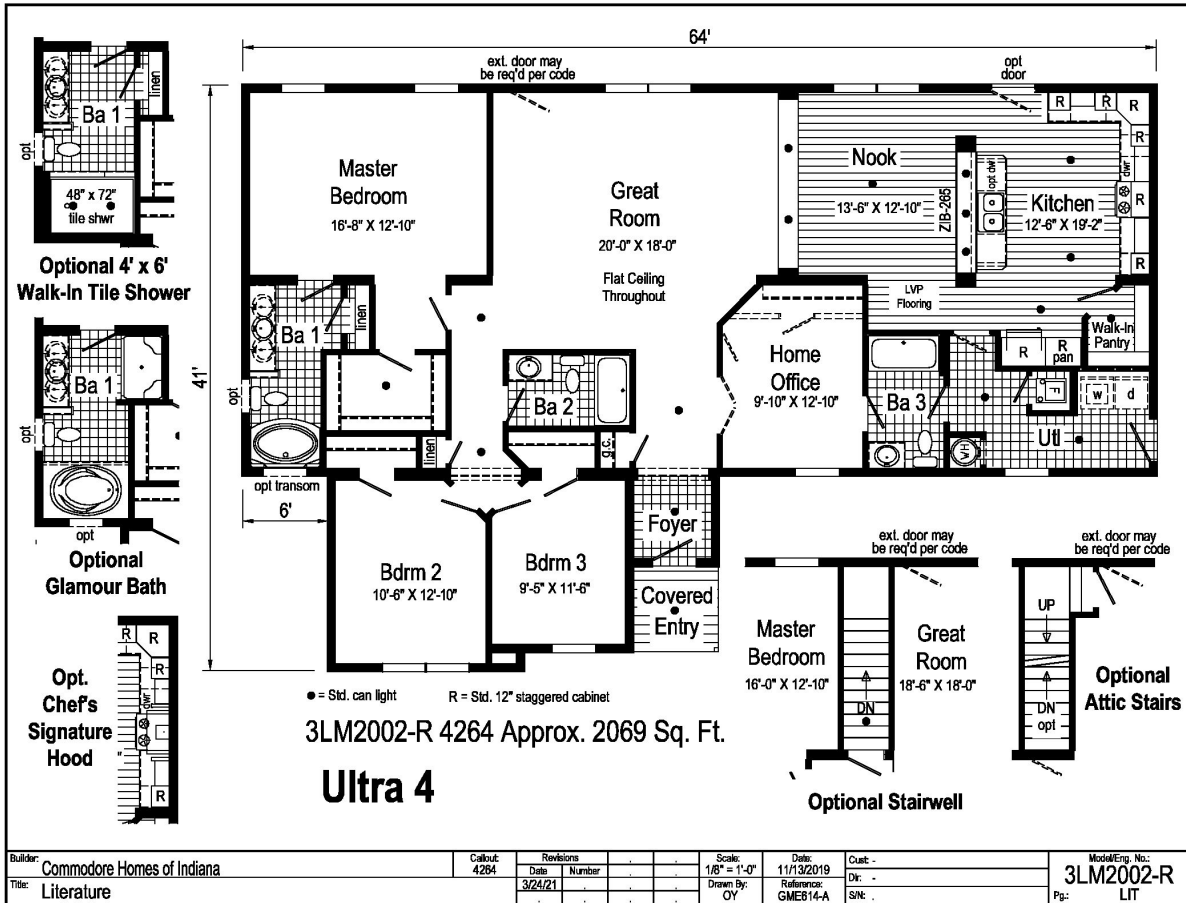 64'
41'
ext. door may
be req'd per code
opt
door
linen
Ba 1
opt
48" x 72"
tile shwr
Optional 4' x 6'
Walk-In Tile Shower
Ba 1
opt
opt
Optional
Glamour Bath
Opt.
Chef's
Signature
Hood
R
R
dwr
R
Master
Bedroom
16'-8" X 12'-10"
Great
Room
20'-0" X 18'-0"
Flat Ceiling
Throughout
Nook
13'-6" X 12'-10"
ZIB-265
opt dw
Kitchen
12'-6" X 19'-2"
R
R
R
R
dwr
R
R
LVP
Flooring
Walk-In
Pantry
R
R
pan
Ba 1
linen
opt
opt transom
6'
Ba 2
linen
g.c.
Home
Office
9'-10" X 12'-10"
Ba 3
F
w
d
Utl
WH
Bdrm 2
10'-6" X 12'-10"
Bdrm 3
9'-5" X 11'-6"
Foyer
Covered
Entry
ext. door may
be req'd per code
Master
Bedroom
16'-0" X 12'-10"
DN
Great
Room
18'-6" X 18'-0"
Optional Stairwell
ext. door may
be req'd per code
UP
DN
opt
Optional
Attic Stairs
● = Std. can light
R = Std. 12" staggered cabinet
3LM2002-R 4264 Approx. 2069 Sq. Ft.
Ultra 4
Builder: Commodore Homes of Indiana
Title: Literature
Callout:
4264
Revisions
Date Number
3/24/21
Scale:
1/8" = 1'-0"
Drawn By:
OY
Date:
11/13/2019
Reference:
GME614-A
Cust: -
Dir: -
S/N: .
Model/Eng. No.:
3LM2002-R
Pg.: LIT